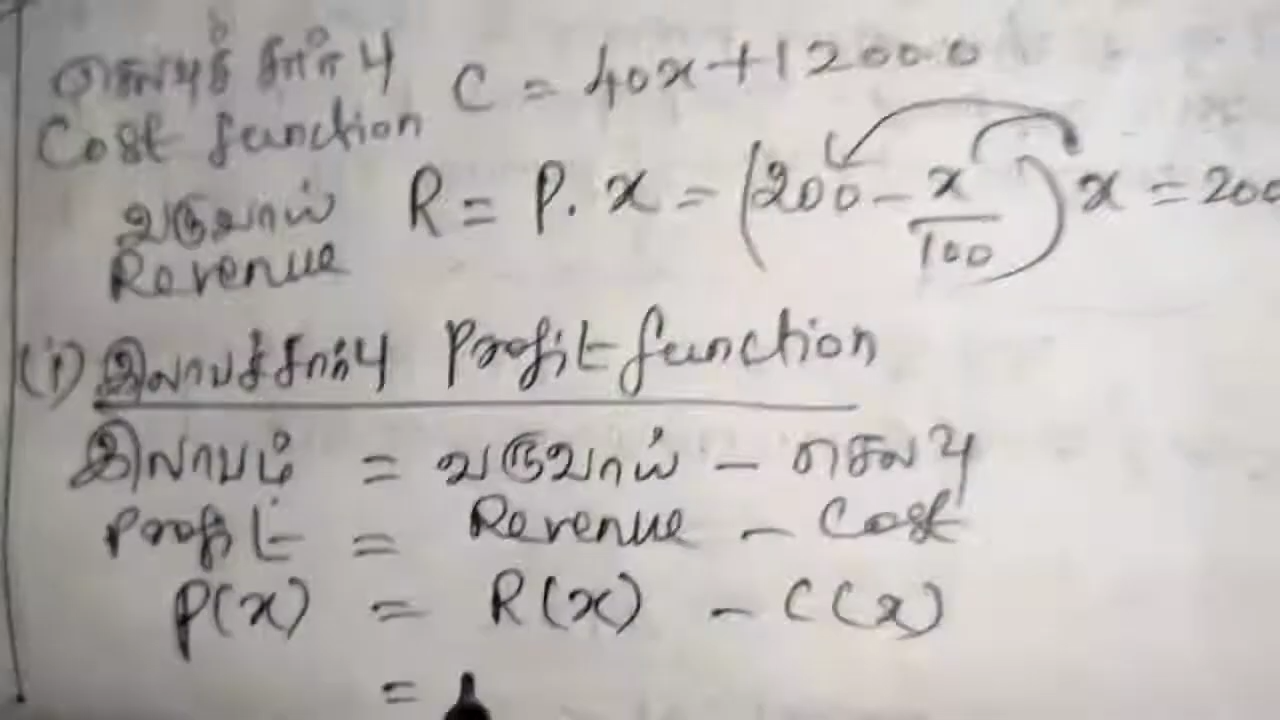 செலவுச் சார்பு C = 40x + 12000
Cost function
வருவாய் R = P. x = (200 - x/100) x = 200
Revenue
(i) இலாபச்சார்பு Profit function
இலாபம் = வருவாய் - செலவு
Profit = Revenue - Cost
P(x) = R(x) - C(x)
=